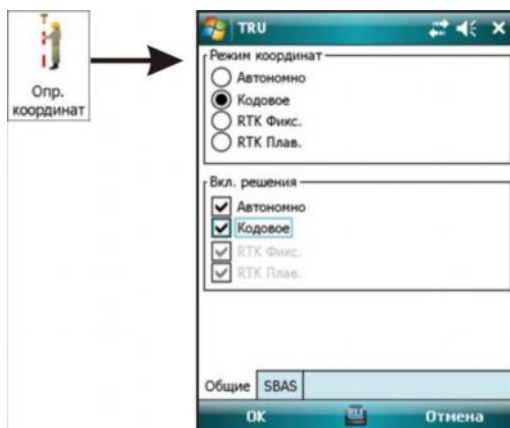 Опр.
координат
TRU
Режим координат
Автономно
Кодовое
RTK Фикс.
RTK Плав.
Вкл. решения
Автономно
Кодовое
RTK Фикс.
RTK Плав.
Общие SBAS
OK RU Отмена